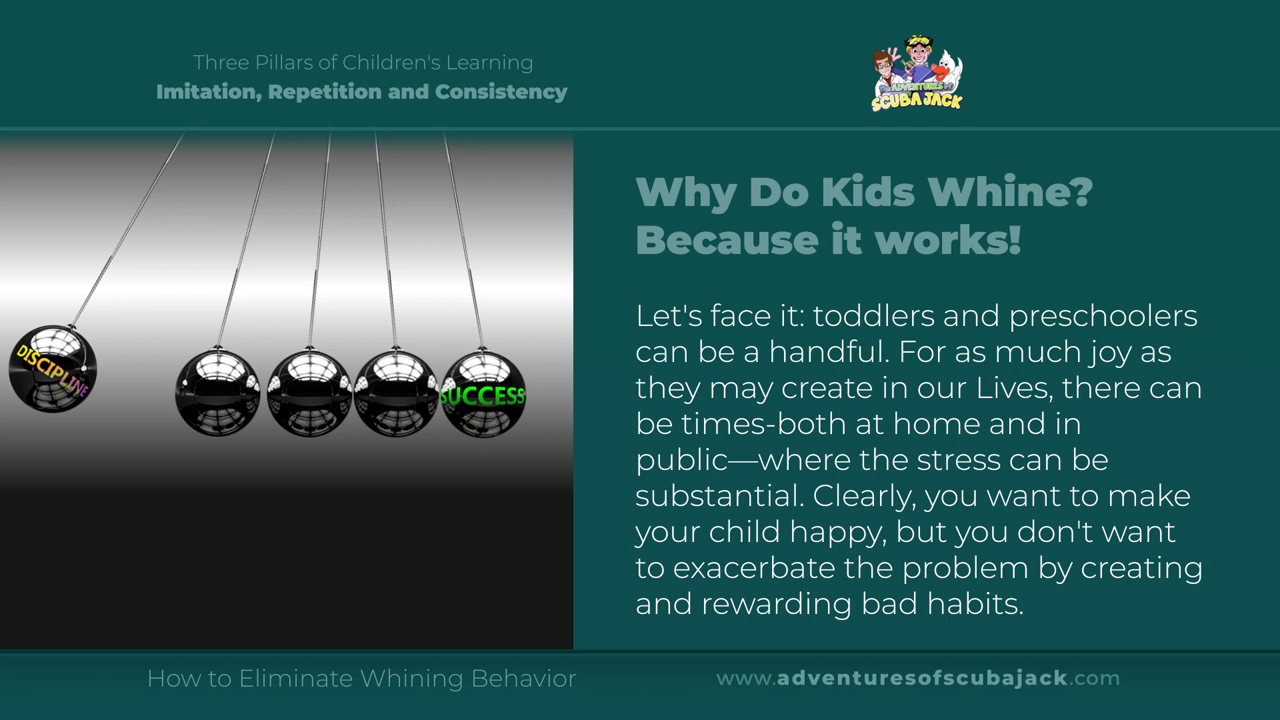 Three Pillars of Children's Learning
Imitation, Repetition and Consistency
ADVENTURES OF
SCUBA JACK
DISCIPLINE
SUCCESS
Why Do Kids Whine?
Because it works!
Let's face it: toddlers and preschoolers
can be a handful. For as much joy as
they may create in our Lives, there can
be times-both at home and in
public—where the stress can be
substantial. Clearly, you want to make
your child happy, but you don't want
to exacerbate the problem by creating
and rewarding bad habits.
How to Eliminate Whining Behavior
www.adventuresofscubajack.com